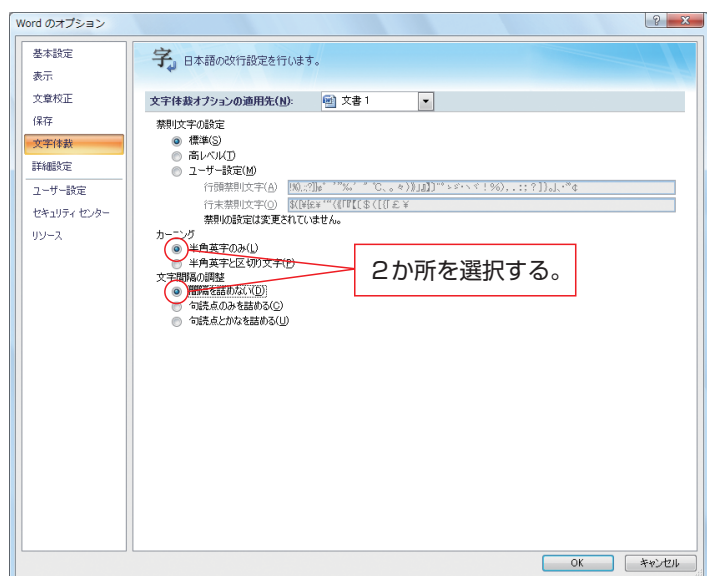 Word のオプション
基本設定
表示
文章校正
保存
文字体裁
詳細設定
ユーザー設定
セキュリティ センター
リソース
字 日本語の改行設定を行います。
文字体裁オプションの適用先(N): 文書 1
禁則文字の設定
標準(S)
高レベル(T)
ユーザー設定(M)
行頭禁則文字(A)
行末禁則文字(O)
禁則の設定は変更されていません。
カーニング
半角英字のみ(L)
半角英字と区切り文字(P)
文字間隔の調整
間隔を詰めない(D)
句読点のみを詰める(C)
句読点とかなを詰める(U)
2か所を選択する。
OK キャンセル